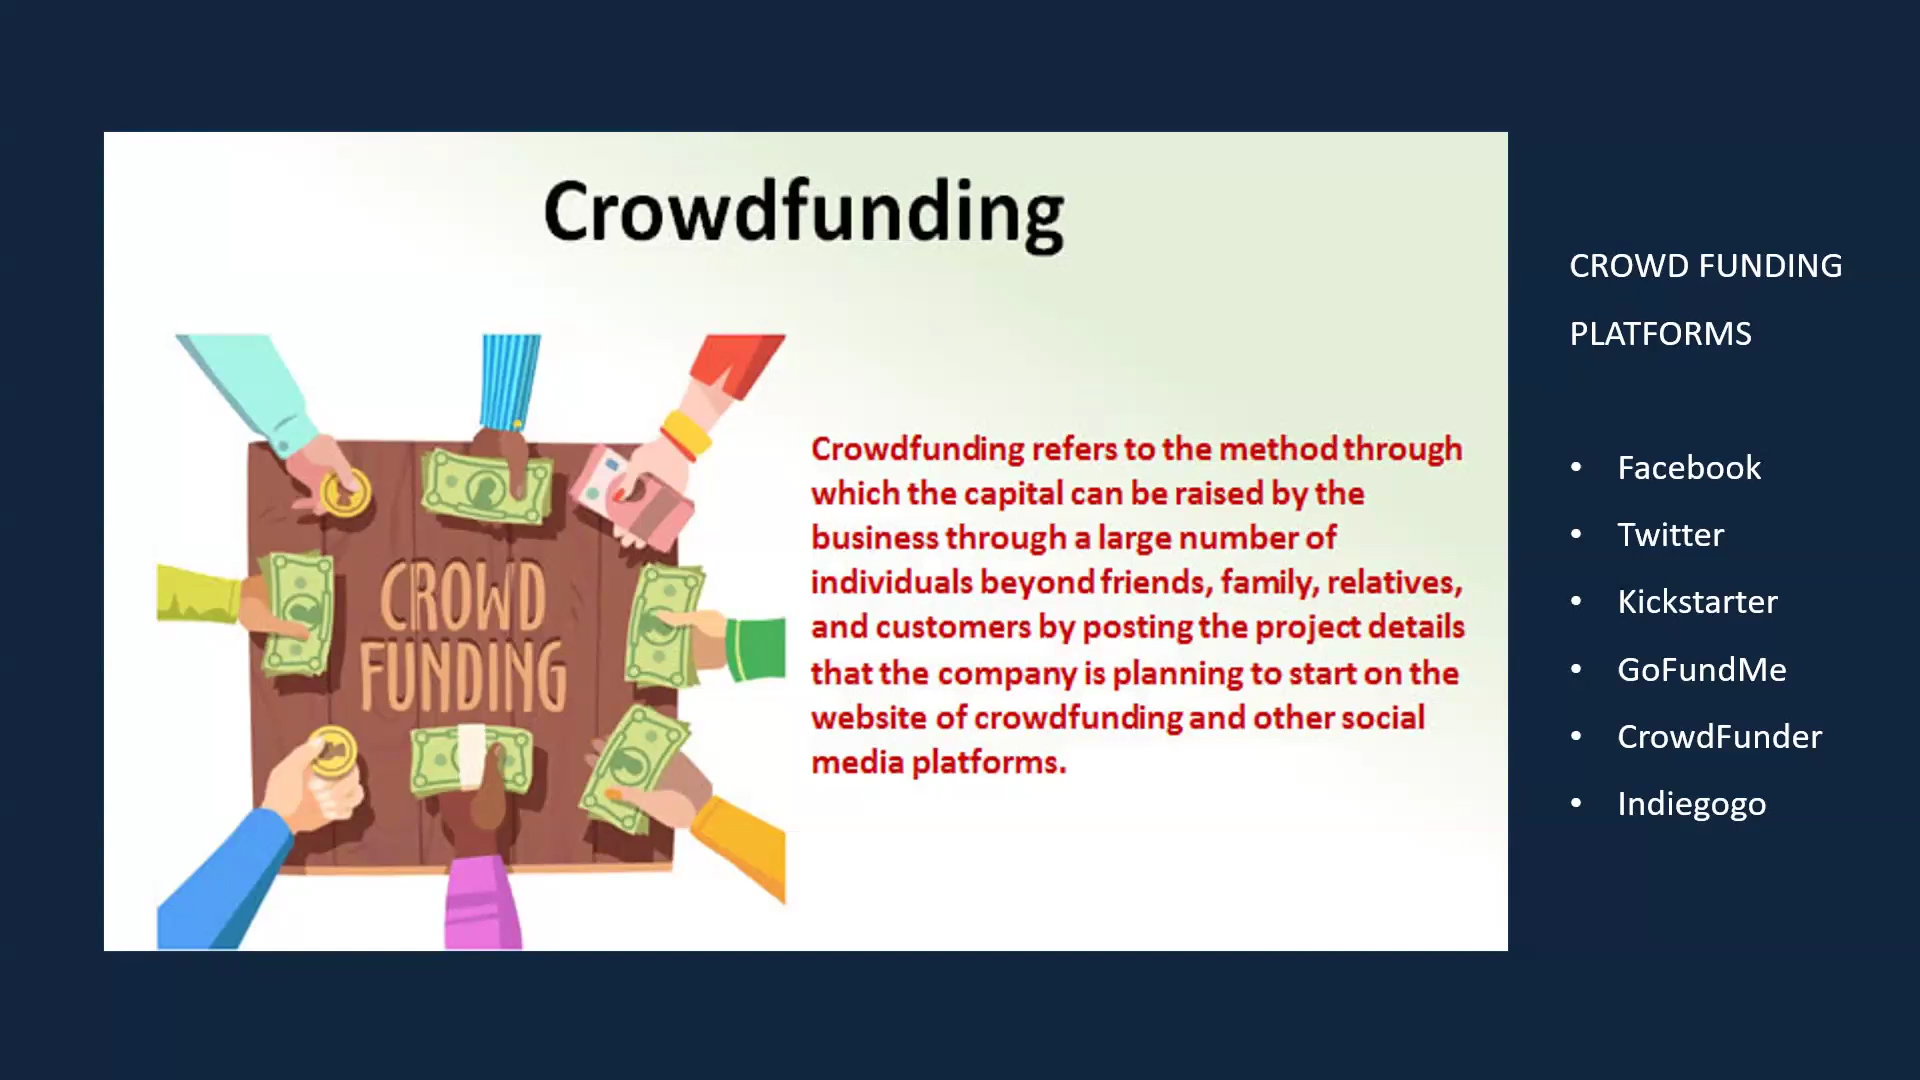 Crowdfunding
CROWD
FUNDING
Crowdfunding refers to the method through
which the capital can be raised by the
business through a large number of
individuals beyond friends, family, relatives,
and customers by posting the project details
that the company is planning to start on the
website of crowdfunding and other social
media platforms.
CROWD FUNDING
PLATFORMS
• Facebook
• Twitter
• Kickstarter
• GoFundMe
• CrowdFunder
• Indiegogo